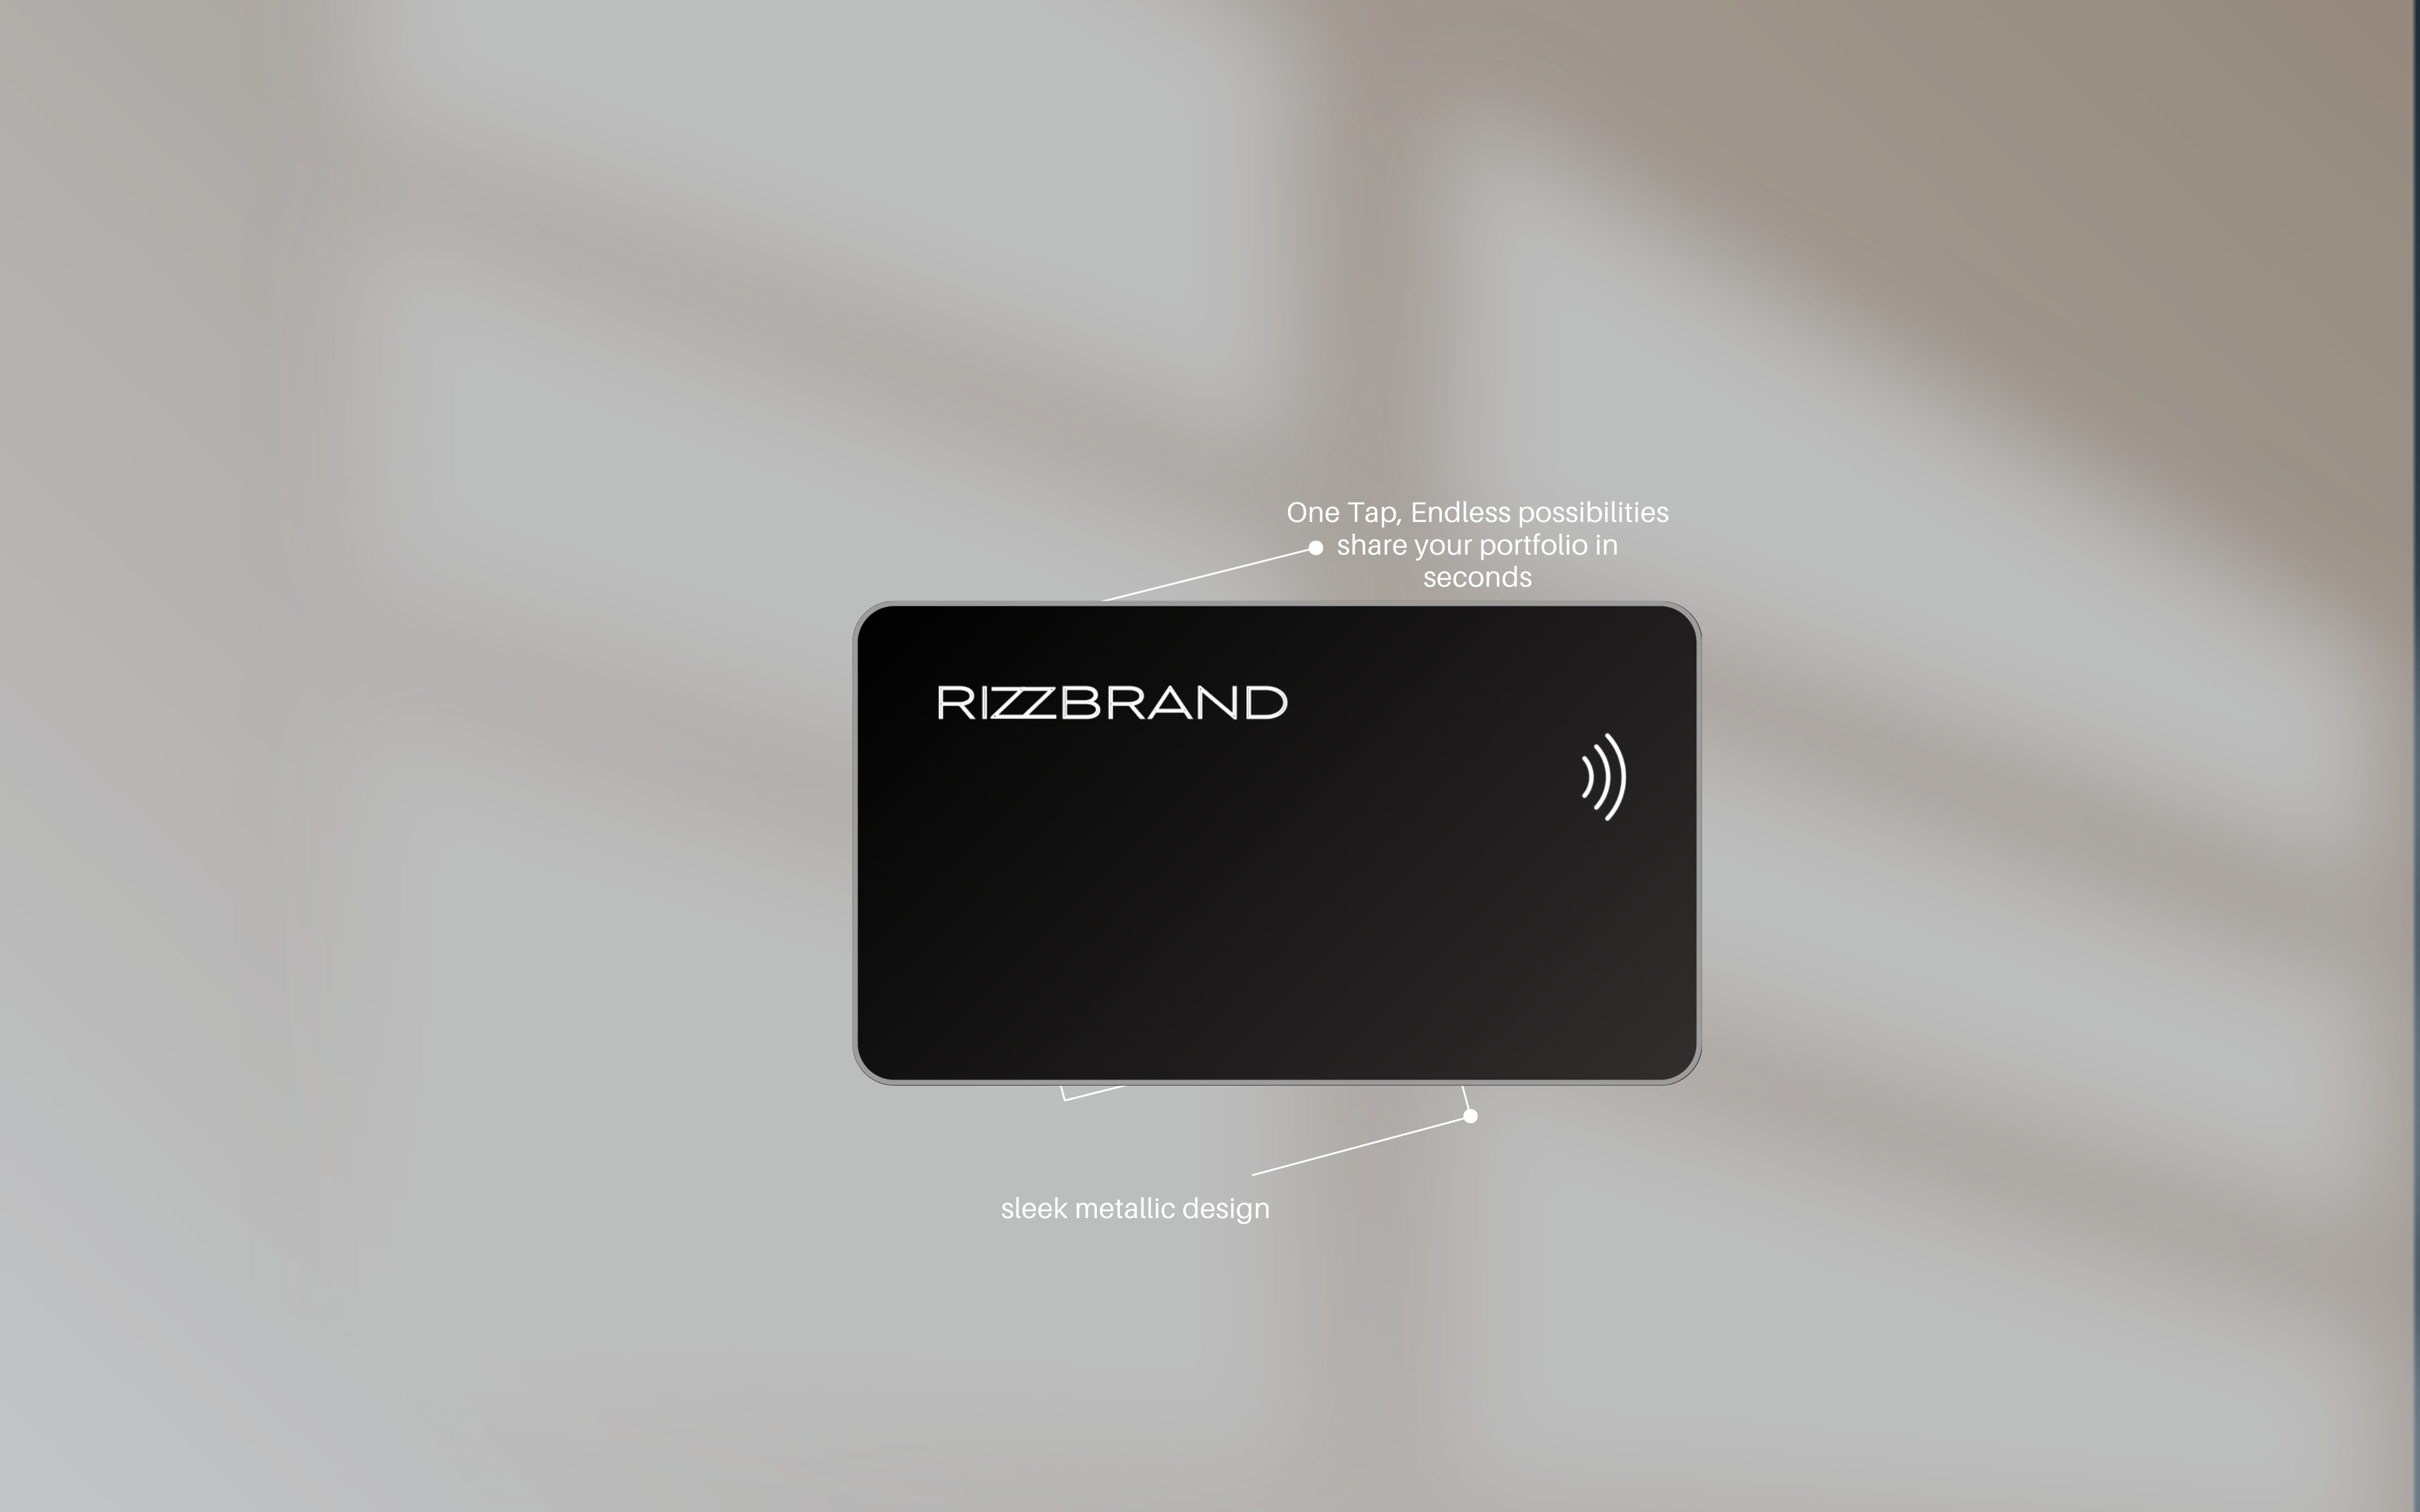 One Tap, Endless possibilities
share your portfolio in
seconds
RIZZBRAND
sleek metallic design